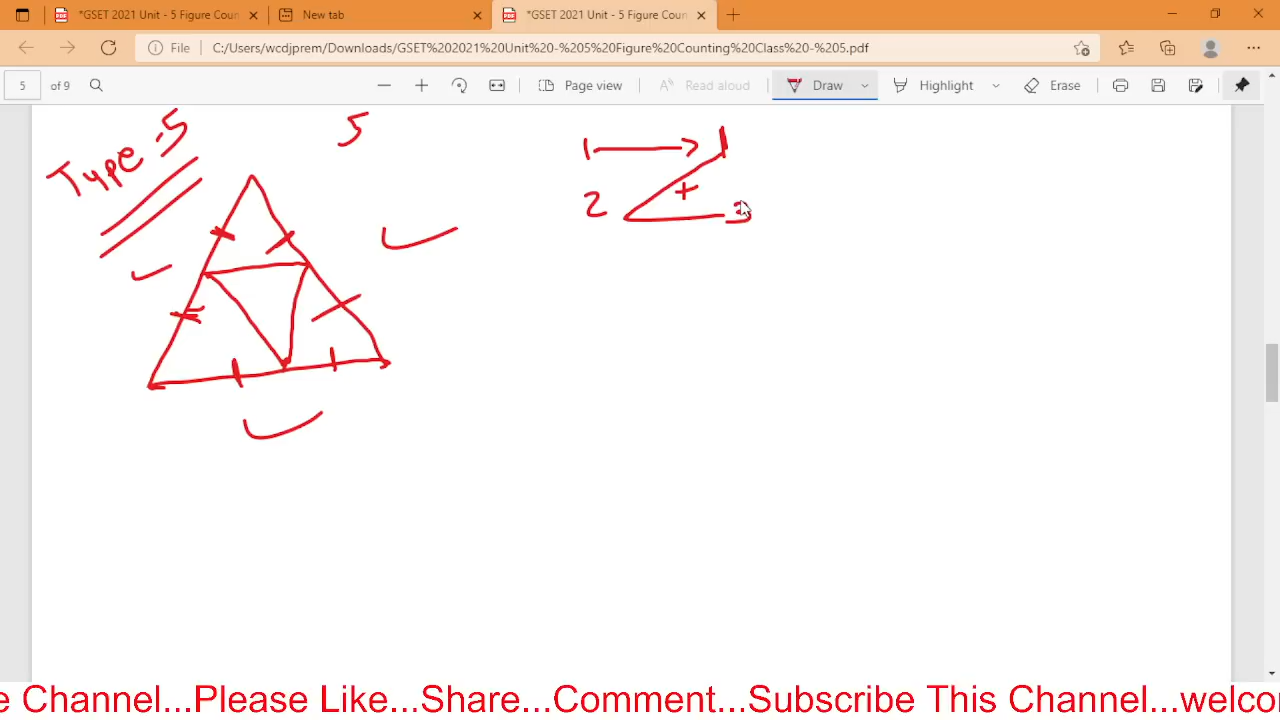 *GSET 2021 Unit - 5 Figure Coun
New tab
*GSET 2021 Unit - 5 Figure Coun
File
C:/Users/wcdjprem/Downloads/GSET%202021%20Unit%20-%205%20Figure%20Counting%20Class%20-%205.pdf
5 of 9
Page view
Read aloud
Draw
Highlight
Erase
Type-5
5
1 1
+
2 3
e Channel...Please Like...Share...Comment...Subscribe This Channel...welco